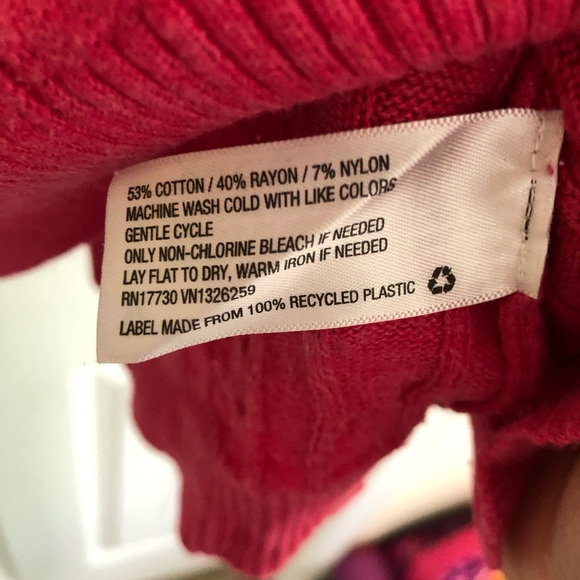 53% COTTON / 40% RAYON / 7% NYLON
MACHINE WASH COLD WITH LIKE COLORS
GENTLE CYCLE
ONLY NON-CHLORINE BLEACH IF NEEDED
LAY FLAT TO DRY, WARM IRON IF NEEDED
RN17730 VN1326259
LABEL MADE FROM 100% RECYCLED PLASTIC